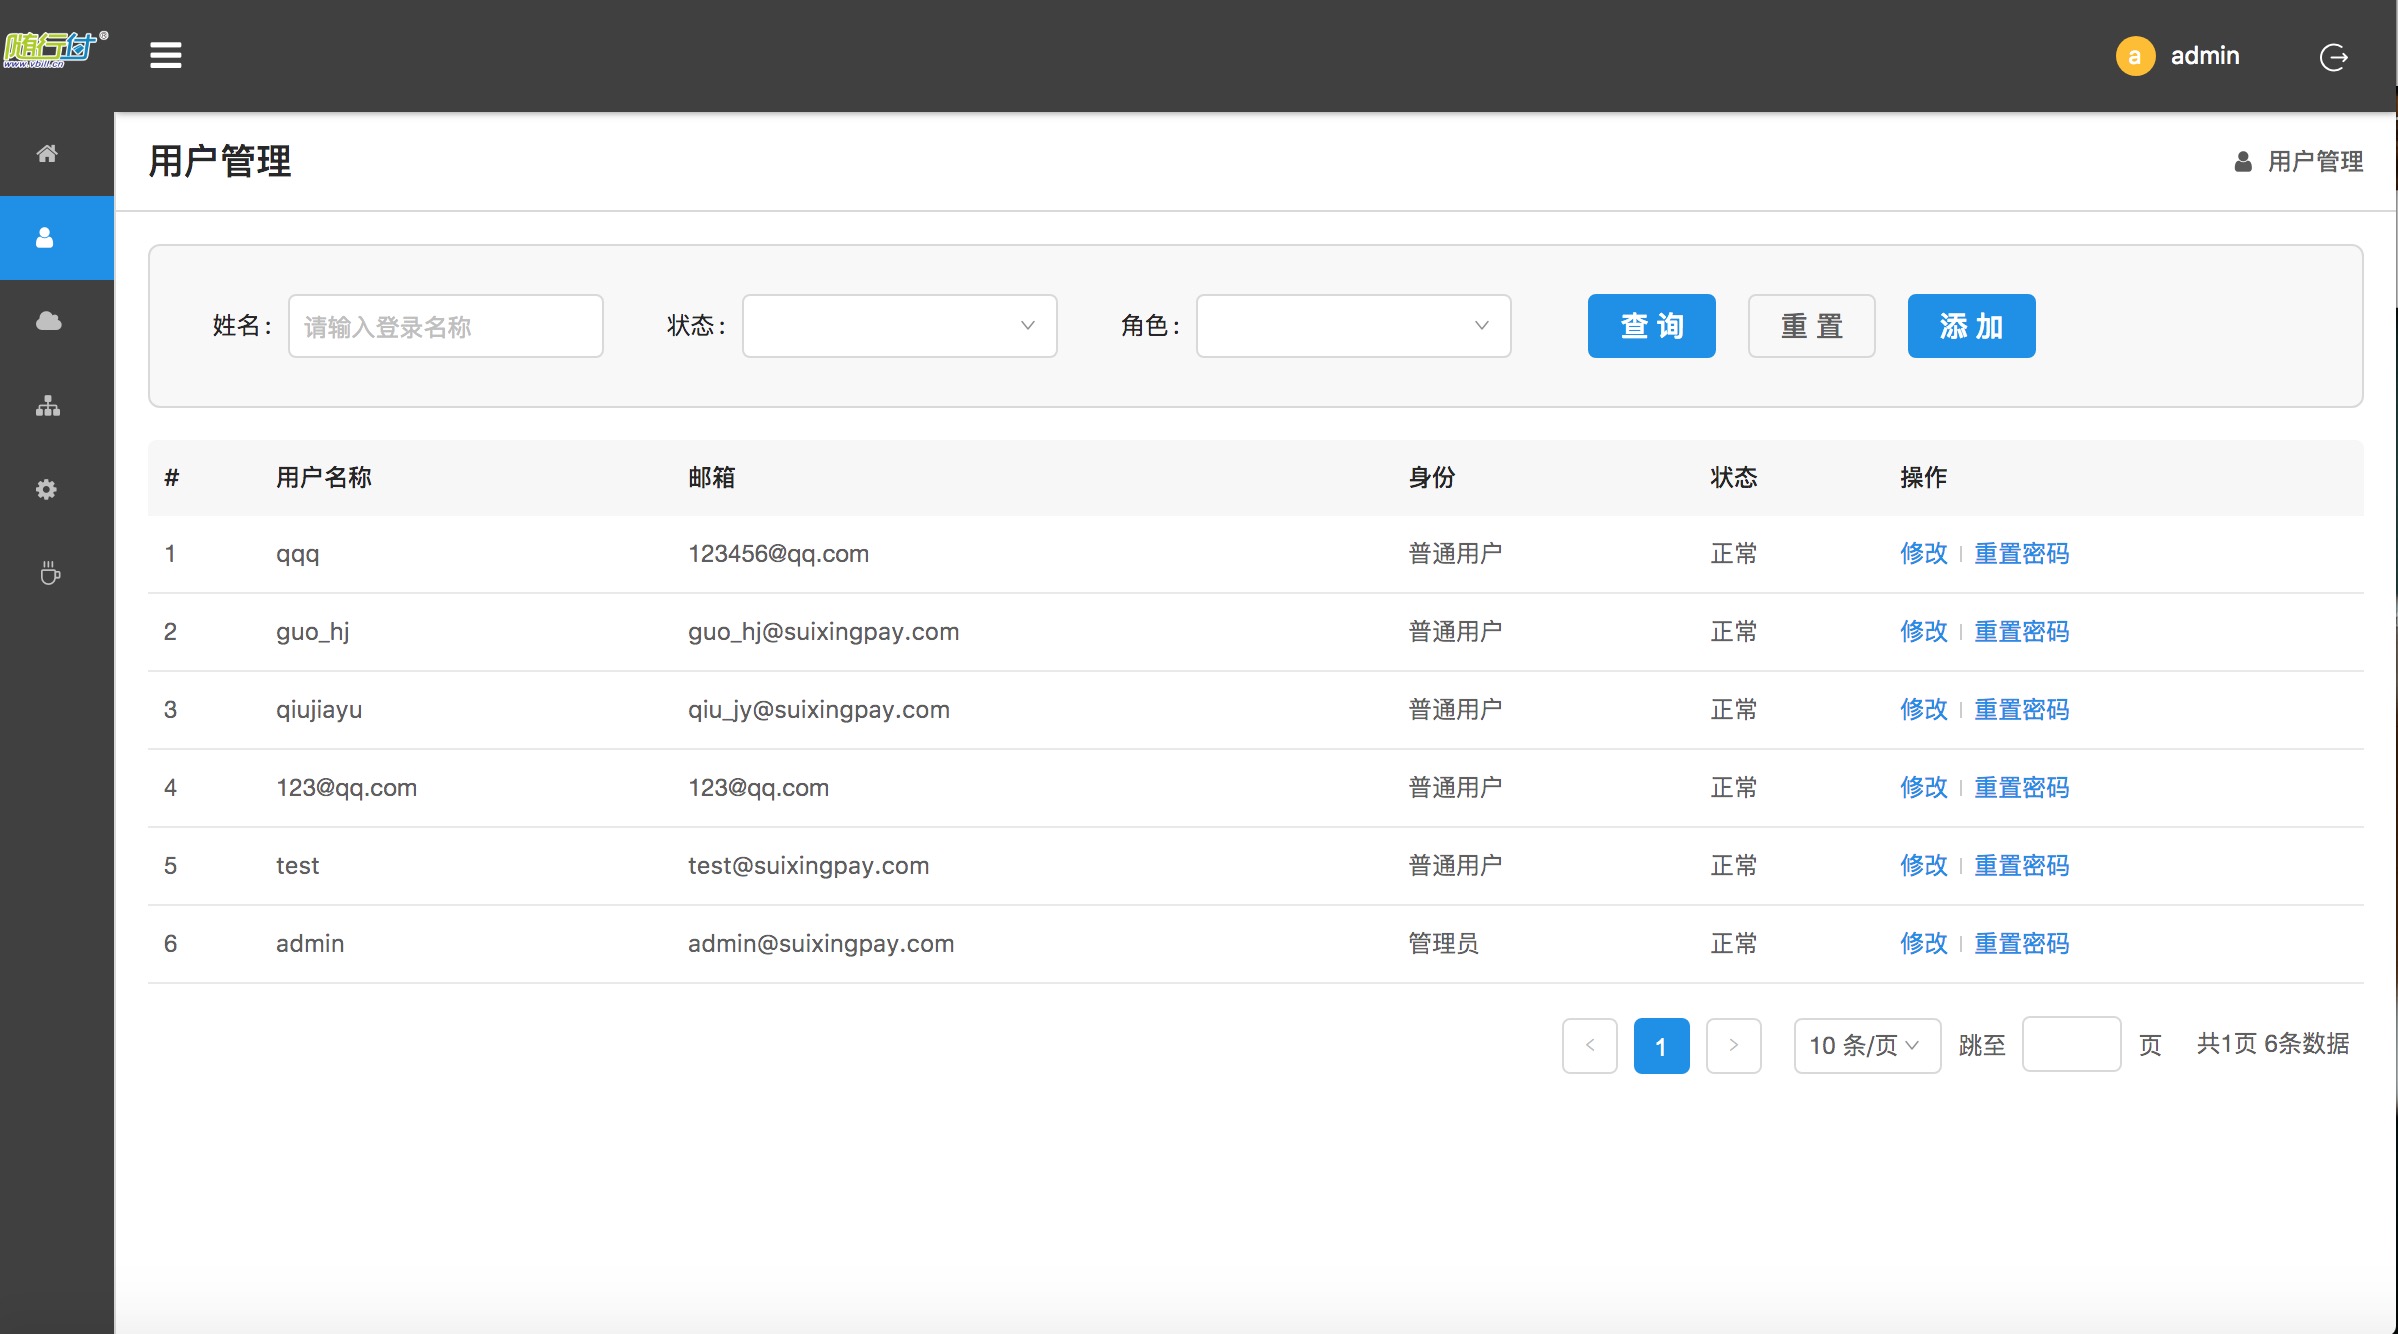 随行付®
www.vbill.cn
a admin
用户管理
用户管理
姓名: 请输入登录名称 状态: 角色: 查询 重置 添加
# 用户名称 邮箱 身份 状态 操作
1 qqq 123456@qq.com 普通用户 正常 修改 重置密码
2 guo_hj guo_hj@suixingpay.com 普通用户 正常 修改 重置密码
3 qiujiayu qiu_jy@suixingpay.com 普通用户 正常 修改 重置密码
4 123@qq.com 123@qq.com 普通用户 正常 修改 重置密码
5 test test@suixingpay.com 普通用户 正常 修改 重置密码
6 admin admin@suixingpay.com 管理员 正常 修改 重置密码
< 1 > 10 条/页 跳至 页 共1页 6条数据